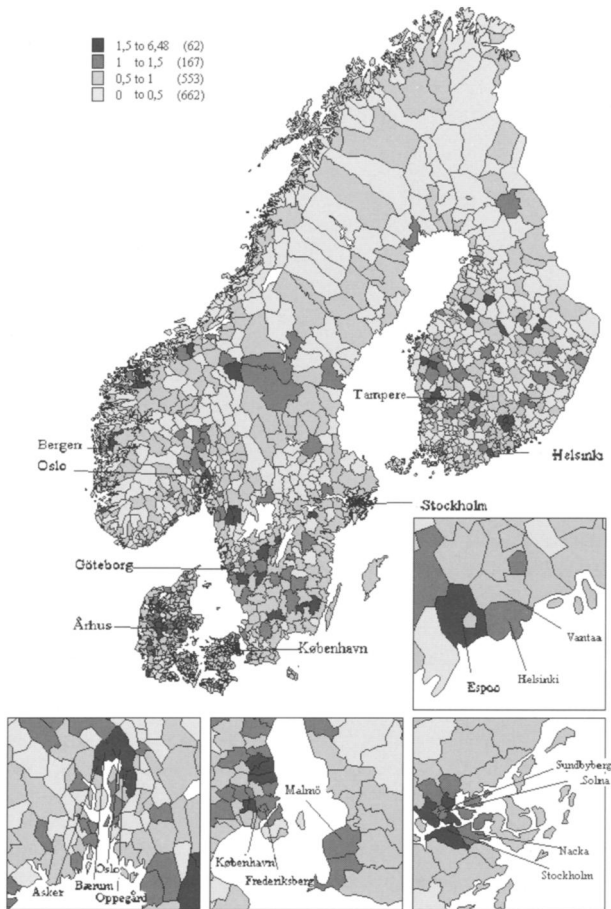 1,5 to 6,48 (62)
1 to 1,5 (167)
0,5 to 1 (553)
0 to 0,5 (662)
Tampere
Bergen
Oslo
Helsinki
Stockholm
Göteborg
Århus
København
Vantaa
Helsinki
Espoo
Sundbyberg
Solna
Malmö
Nacka
København
Stockholm
Frederiksberg
Oslo
Asker
Bærum
Oppegård